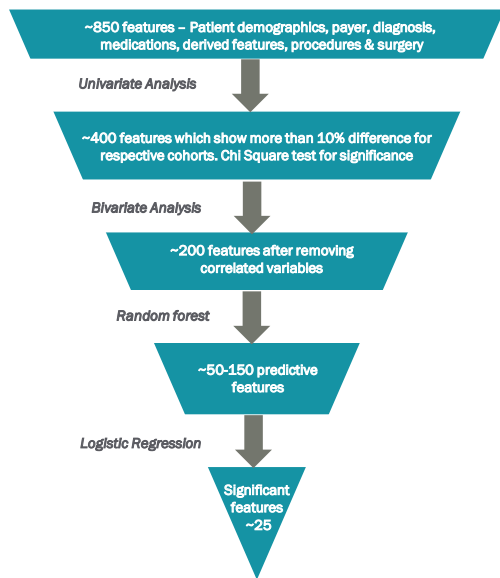 ~850 features – Patient demographics, payer, diagnosis,
medications, derived features, procedures & surgery
Univariate Analysis
~400 features which show more than 10% difference for
respective cohorts. Chi Square test for significance
Bivariate Analysis
~200 features after removing
correlated variables
Random forest
~50-150 predictive
features
Logistic Regression
Significant
features
~25